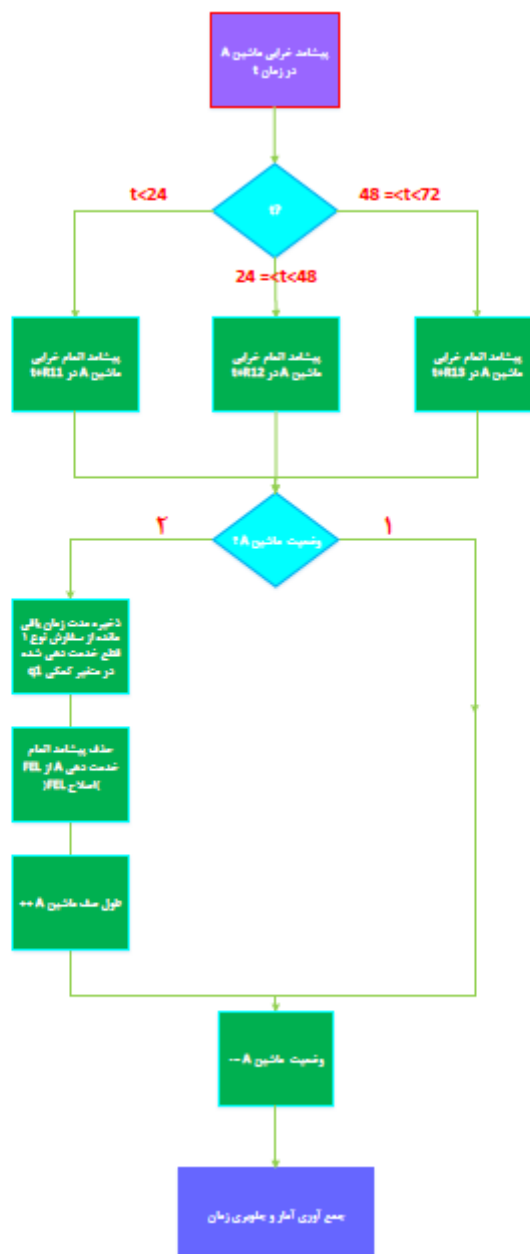 پیشامد خرابی ماشین A
در زمان t
t?
t<24
48 =<t<72
24 =<t<48
پیشامد اتمام خرابی
ماشین A در t+R11
پیشامد اتمام خرابی
ماشین A در t+R12
پیشامد اتمام خرابی
ماشین A در t+R13
وضعیت ماشین A ؟
۲
۱
ذخیره مدت زمان باقی
مانده از سفارش نوع ۱
قطع خدمت دهی شده
در متغیر کمکی q1
حذف پیشامد اتمام
خدمت دهی A از FEL
)اصلاح FEL(
طول صف ماشین A ++
وضعیت ماشین A --
جمع آوری آمار و جلوبری زمان